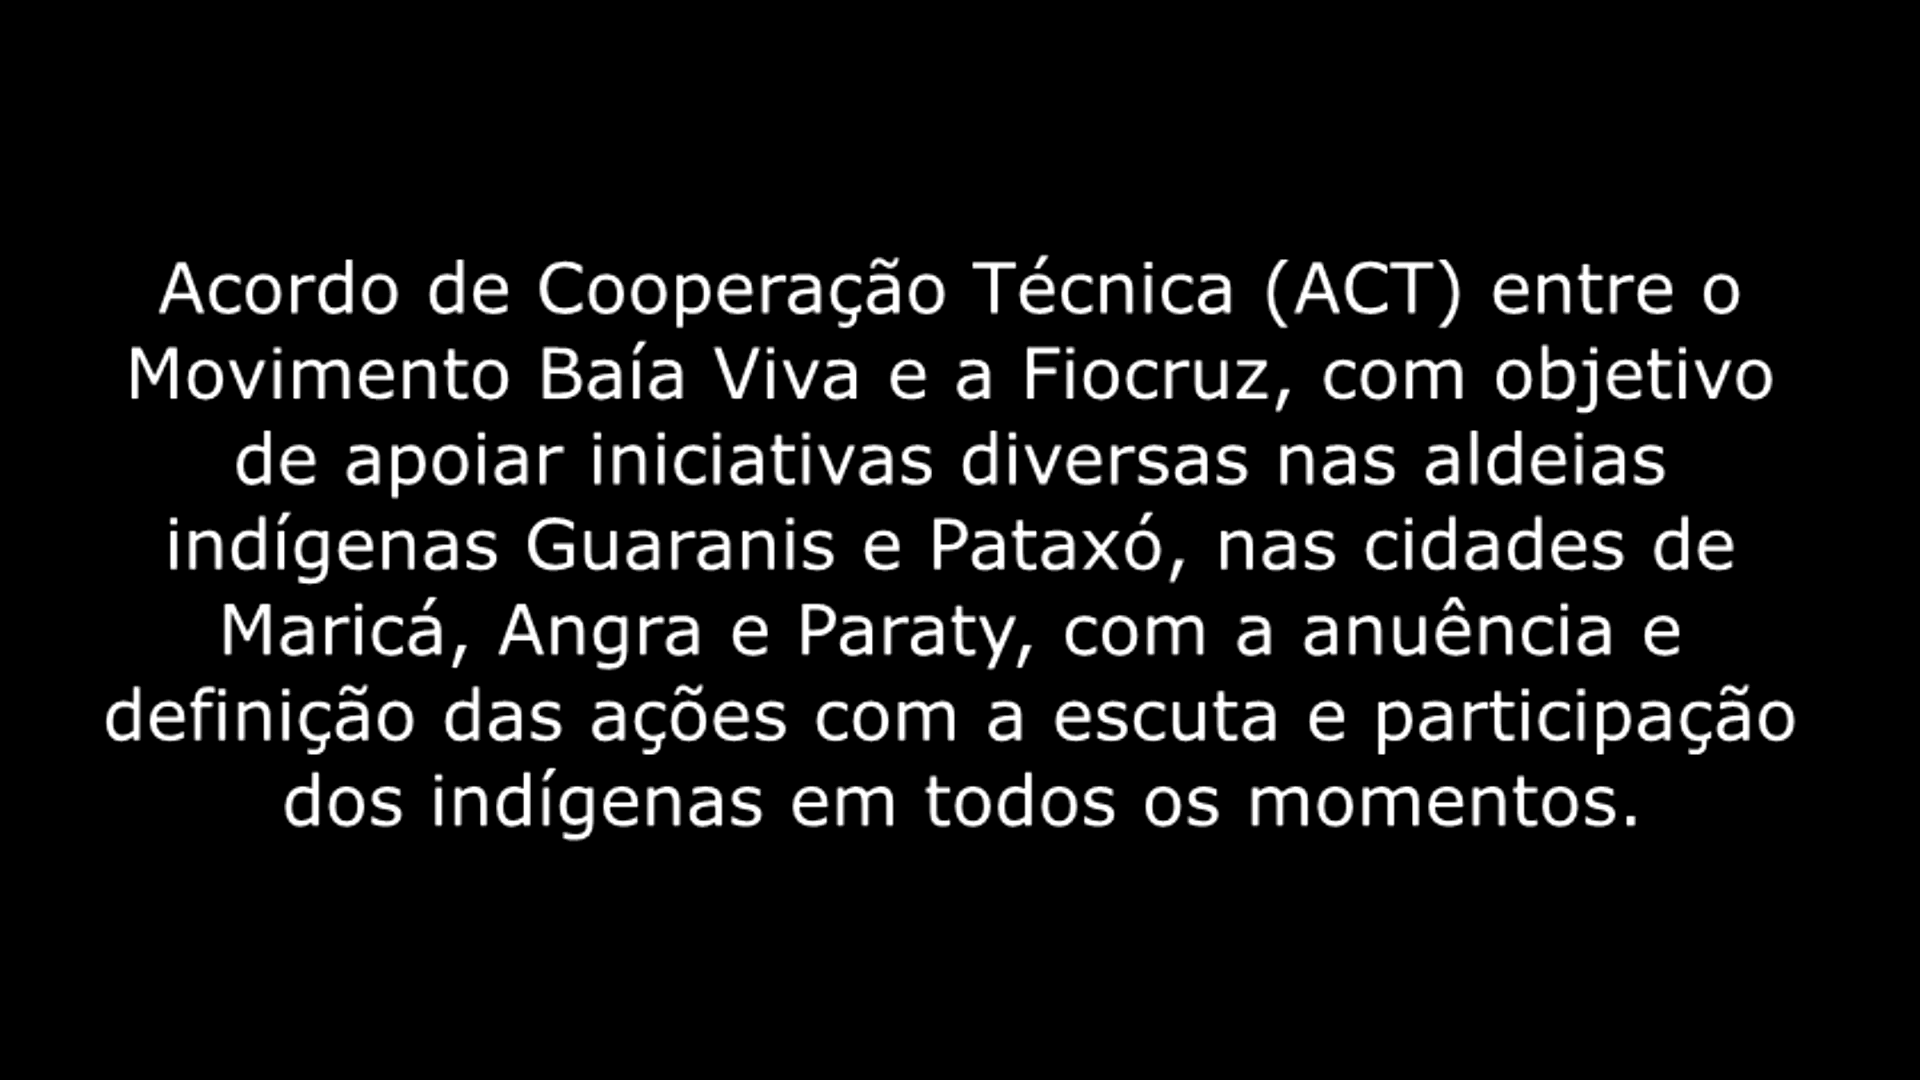 Acordo de Cooperação Técnica (ACT) entre o
Movimento Baía Viva e a Fiocruz, com objetivo
de apoiar iniciativas diversas nas aldeias
indígenas Guaranis e Pataxó, nas cidades de
Maricá, Angra e Paraty, com a anuência e
definição das ações com a escuta e participação
dos indígenas em todos os momentos.